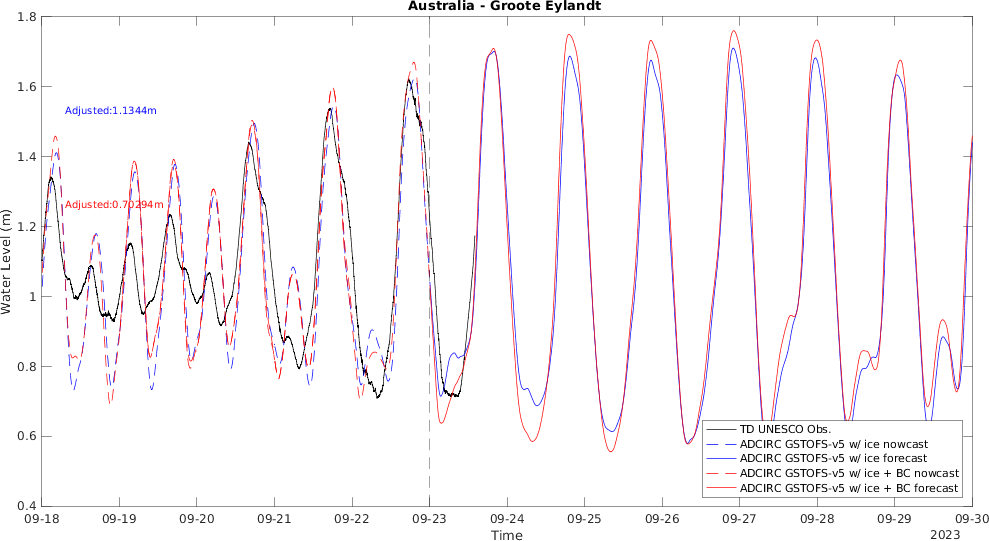 Australia - Groote Eylandt
Water Level (m)
1.8
1.6
1.4
1.2
1
0.8
0.6
0.4
Adjusted:1.1344m
Adjusted:0.70294m
TD UNESCO Obs.
ADCIRC GSTOFS-v5 w/ ice nowcast
ADCIRC GSTOFS-v5 w/ ice forecast
ADCIRC GSTOFS-v5 w/ ice + BC nowcast
ADCIRC GSTOFS-v5 w/ ice + BC forecast
09-18 09-19 09-20 09-21 09-22 09-23 09-24 09-25 09-26 09-27 09-28 09-29 09-30
Time
2023